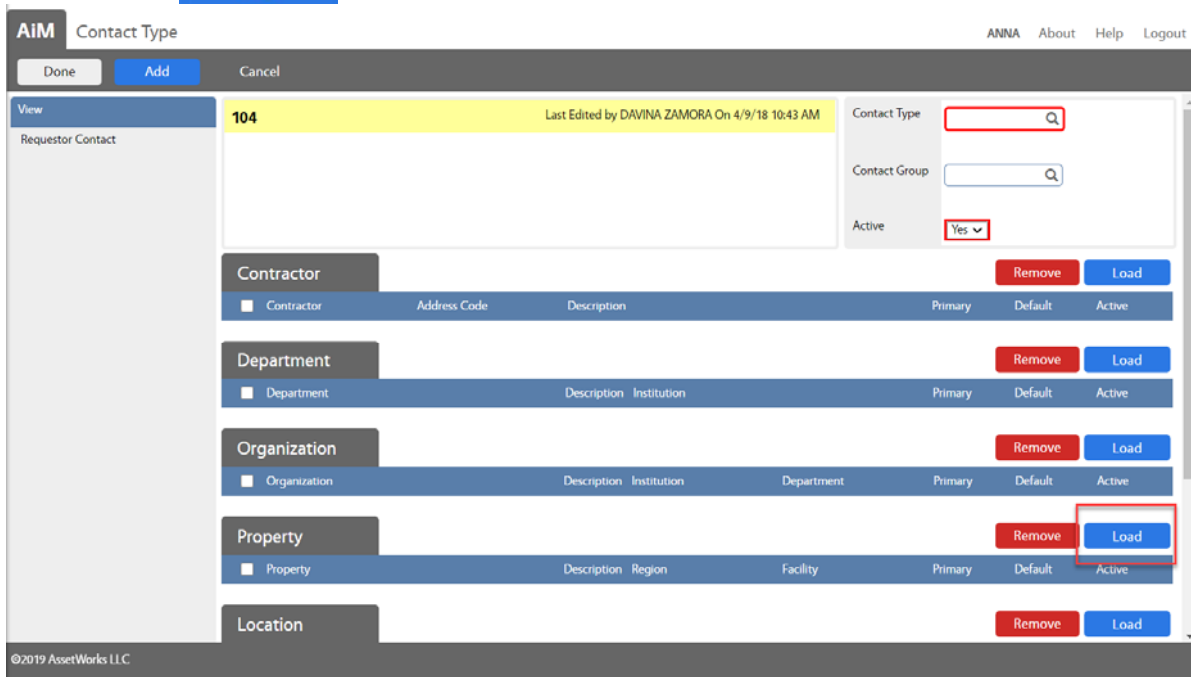 AiM Contact Type ANNA About Help Logout
Done Add Cancel
View
Requestor Contact
104 Last Edited by DAVINA ZAMORA On 4/9/18 10:43 AM
Contact Type
Contact Group
Active Yes
Contractor Remove Load
Contractor Address Code Description Primary Default Active
Department Remove Load
Department Description Institution Primary Default Active
Organization Remove Load
Organization Description Institution Department Primary Default Active
Property Remove Load
Property Description Region Facility Primary Default Active
Location Remove Load
©2019 AssetWorks LLC